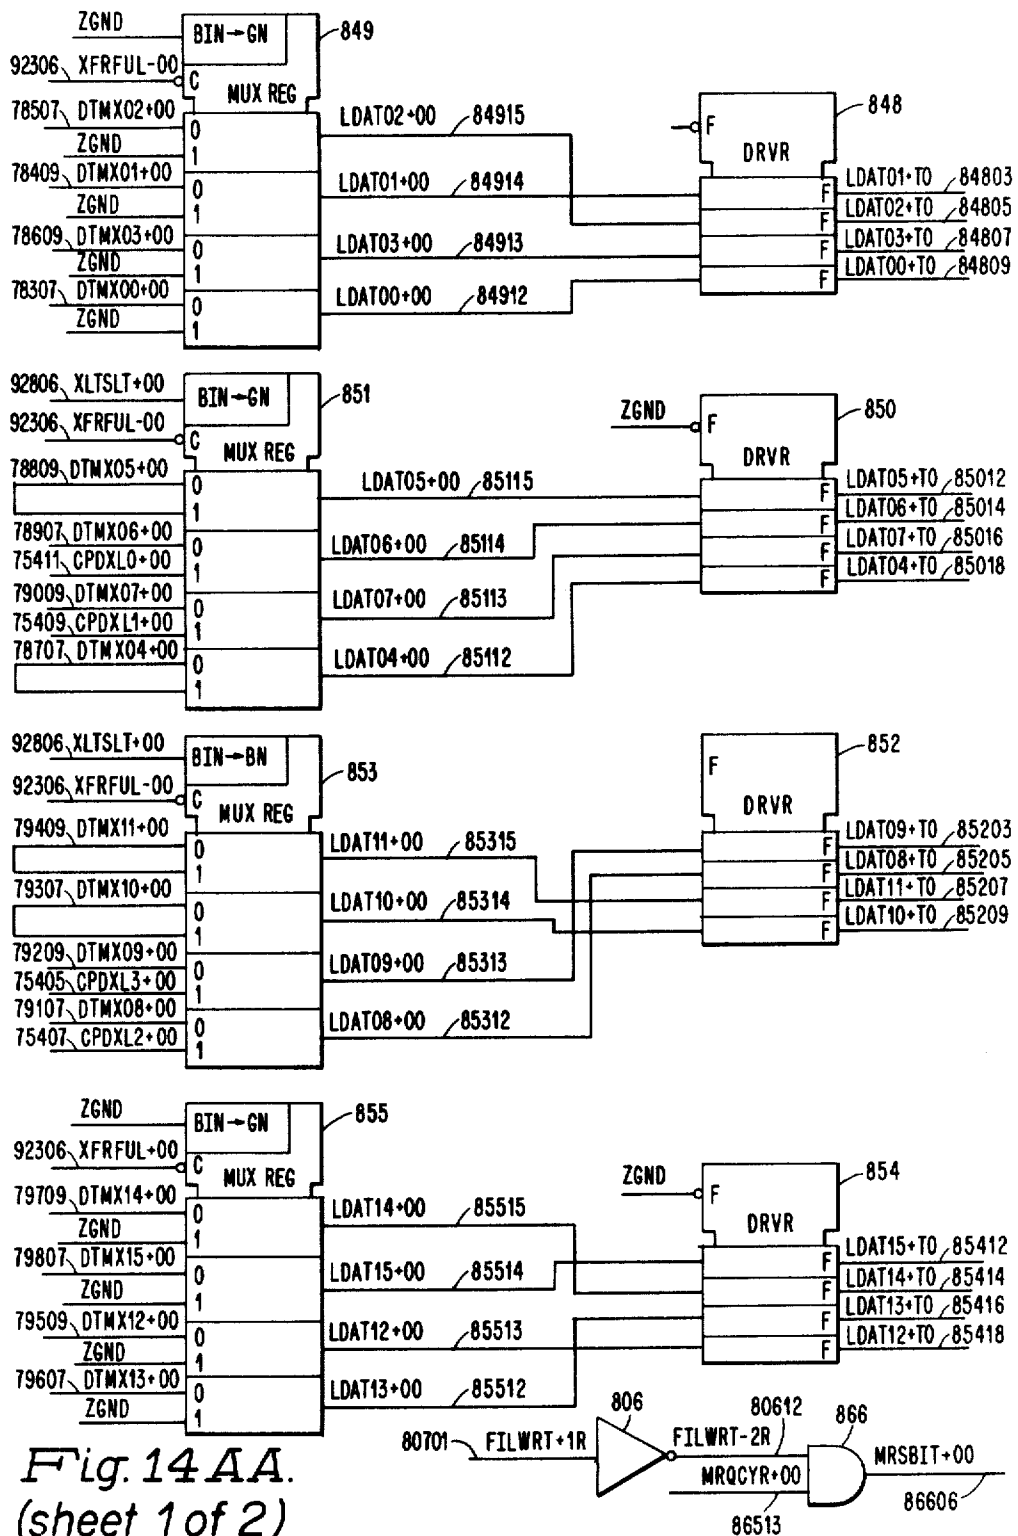 ZGND
BIN→GN
849
92306 XFRFUL-00
C
MUX REG
78507 DTMX02+00
0
LDAT02+00 84915
848
F
ZGND
1
DRVR
78409 DTMX01+00
0
LDAT01+00 84914
F LDAT01+T0 84803
ZGND
1
F LDAT02+T0 84805
78609 DTMX03+00
0
LDAT03+00 84913
F LDAT03+T0 84807
ZGND
1
F LDAT00+T0 84809
78307 DTMX00+00
0
LDAT00+00 84912
ZGND
1
92806 XLTSLT+00
BIN→GN
851
92306 XFRFUL-00
C
MUX REG
ZGND
F
850
DRVR
78809 DTMX05+00
0
1
LDAT05+00 85115
F LDAT05+T0 85012
78907 DTMX06+00
0
LDAT06+00 85114
F LDAT06+T0 85014
75411 CPDXL0+00
1
F LDAT07+T0 85016
79009 DTMX07+00
0
LDAT07+00 85113
F LDAT04+T0 85018
75409 CPDXL1+00
1
78707 DTMX04+00
0
1
LDAT04+00 85112
92806 XLTSLT+00
BIN→BN
853
92306 XFRFUL-00
C
MUX REG
F
852
DRVR
79409 DTMX11+00
0
1
LDAT11+00 85315
F LDAT09+T0 85203
79307 DTMX10+00
0
1
LDAT10+00 85314
F LDAT08+T0 85205
F LDAT11+T0 85207
79209 DTMX09+00
0
LDAT09+00 85313
F LDAT10+T0 85209
75405 CPDXL3+00
1
79107 DTMX08+00
0
LDAT08+00 85312
75407 CPDXL2+00
1
ZGND
BIN→GN
855
92306 XFRFUL+00
C
MUX REG
ZGND
F
854
DRVR
79709 DTMX14+00
0
LDAT14+00 85515
ZGND
1
79807 DTMX15+00
0
LDAT15+00 85514
F LDAT15+T0 85412
ZGND
1
F LDAT14+T0 85414
79509 DTMX12+00
0
LDAT12+00 85513
F LDAT13+T0 85416
ZGND
1
F LDAT12+T0 85418
79607 DTMX13+00
0
LDAT13+00 85512
ZGND
1
806
80612
866
80701 FILWRT+1R
FILWRT-2R
MRSBIT+00
MRQCYR+00
86606
86513
Fig. 14 AA.
(sheet 1 of 2)